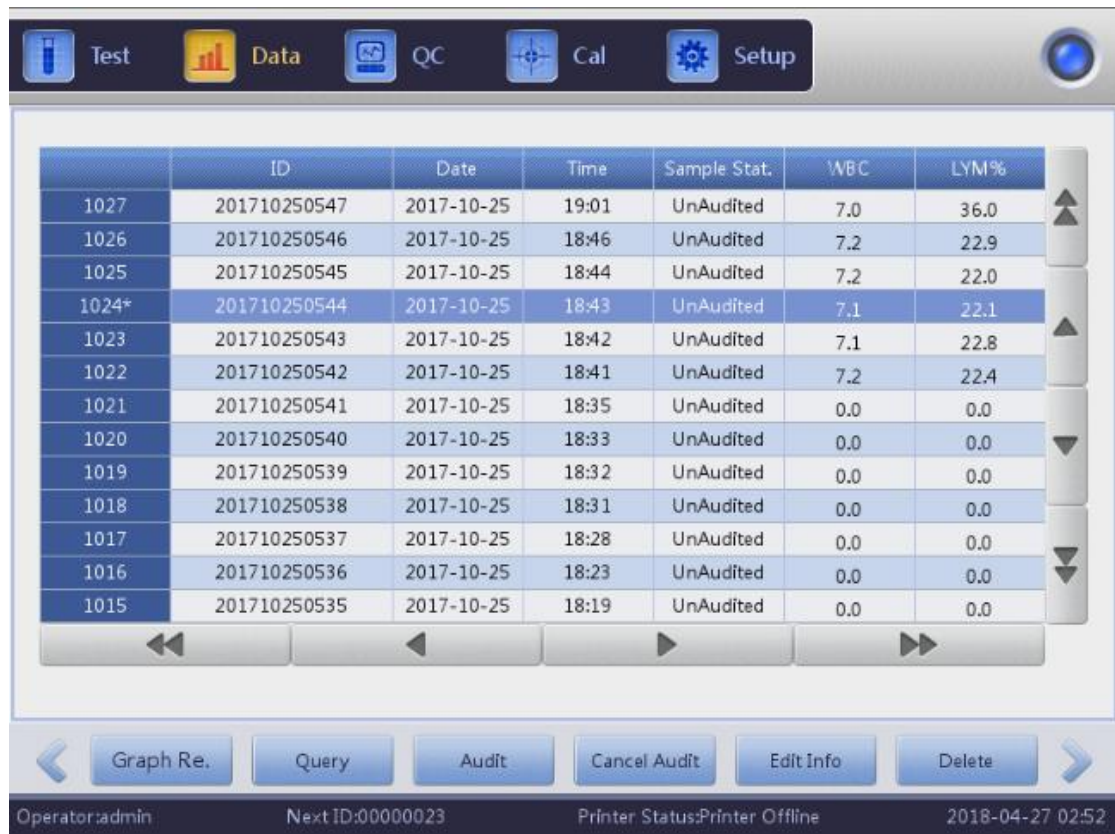 Test Data QC Cal Setup
ID Date Time Sample Stat. WBC LYM%
1027 201710250547 2017-10-25 19:01 UnAudited 7.0 36.0
1026 201710250546 2017-10-25 18:46 UnAudited 7.2 22.9
1025 201710250545 2017-10-25 18:44 UnAudited 7.2 22.0
1024* 201710250544 2017-10-25 18:43 UnAudited 7.1 22.1
1023 201710250543 2017-10-25 18:42 UnAudited 7.1 22.8
1022 201710250542 2017-10-25 18:41 UnAudited 7.2 22.4
1021 201710250541 2017-10-25 18:35 UnAudited 0.0 0.0
1020 201710250540 2017-10-25 18:33 UnAudited 0.0 0.0
1019 201710250539 2017-10-25 18:32 UnAudited 0.0 0.0
1018 201710250538 2017-10-25 18:31 UnAudited 0.0 0.0
1017 201710250537 2017-10-25 18:28 UnAudited 0.0 0.0
1016 201710250536 2017-10-25 18:23 UnAudited 0.0 0.0
1015 201710250535 2017-10-25 18:19 UnAudited 0.0 0.0
Graph Re. Query Audit Cancel Audit Edit Info Delete
Operator:admin Next ID:00000023 Printer Status:Printer Offline 2018-04-27 02:52